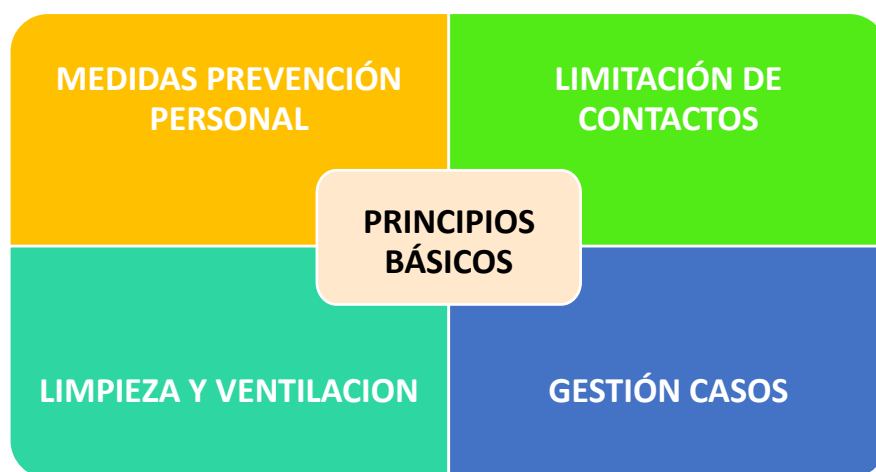 MEDIDAS PREVENCIÓN
PERSONAL
LIMITACIÓN DE
CONTACTOS
PRINCIPIOS
BÁSICOS
LIMPIEZA Y VENTILACION
GESTIÓN CASOS